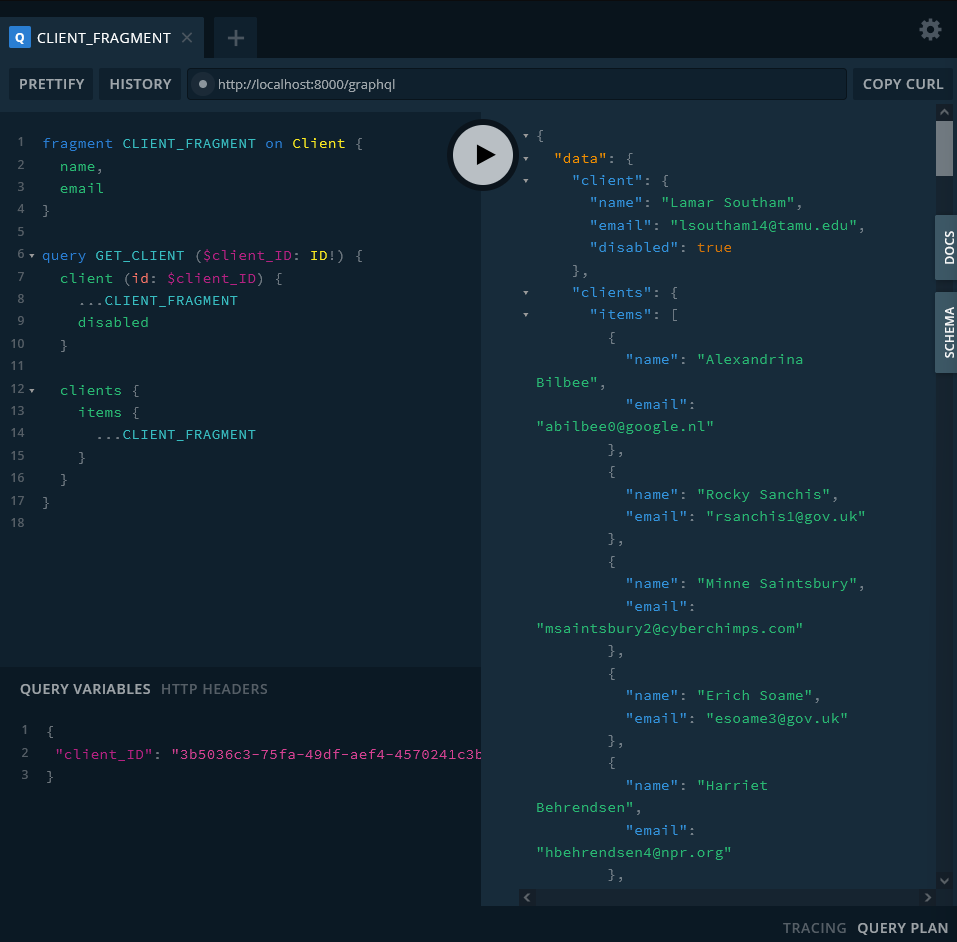 Q CLIENT_FRAGMENT
PRETTIFY HISTORY http://localhost:8000/graphql COPY CURL
1 fragment CLIENT_FRAGMENT on Client {
2 name,
3 email
4 }
5
6 query GET_CLIENT ($client_ID: ID!) {
7 client (id: $client_ID) {
8 ...CLIENT_FRAGMENT
9 disabled
10 }
11
12 clients {
13 items {
14 ...CLIENT_FRAGMENT
15 }
16 }
17 }
18
QUERY VARIABLES HTTP HEADERS
1 {
2 "client_ID": "3b5036c3-75fa-49df-aef4-4570241c3b
3 }
{
"data": {
"client": {
"name": "Lamar Southam",
"email": "lsoutham14@tamu.edu",
"disabled": true
},
"clients": {
"items": [
{
"name": "Alexandrina
Bilbee",
"email":
"abilbee0@google.nl"
},
{
"name": "Rocky Sanchis",
"email": "rsanchis1@gov.uk"
},
{
"name": "Minne Saintsbury",
"email":
"msaintsbury2@cyberchimps.com"
},
{
"name": "Erich Soame",
"email": "esoame3@gov.uk"
},
{
"name": "Harriet
Behrendsen",
"email":
"hbehrendsen4@npr.org"
},
DOCS
SCHEMA
TRACING QUERY PLAN